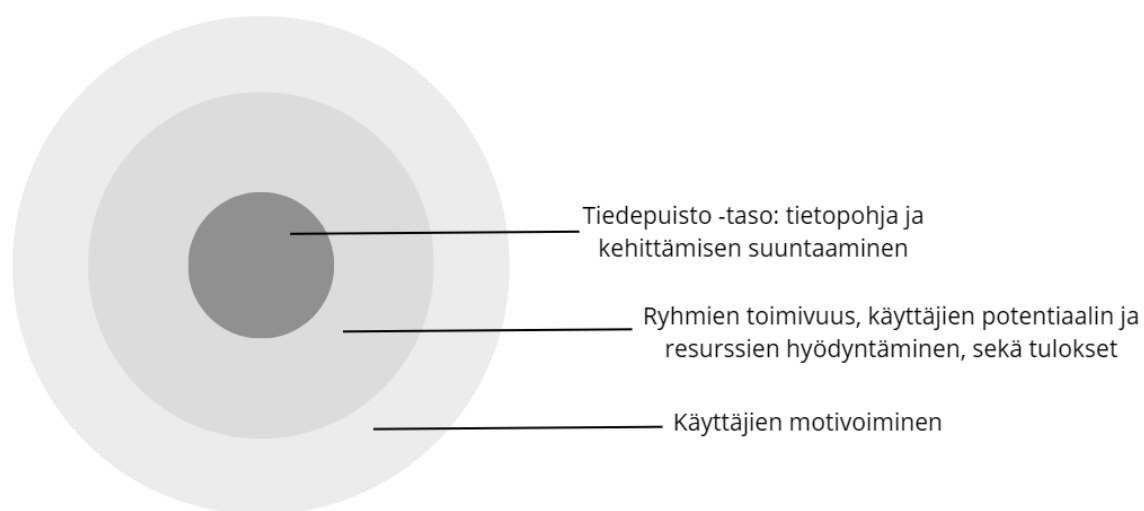 Tiedepuisto -taso: tietopohja ja
kehittämisen suuntaaminen
Ryhmien toimivuus, käyttäjien potentiaalin ja
resurssien hyödyntäminen, sekä tulokset
Käyttäjien motivoiminen